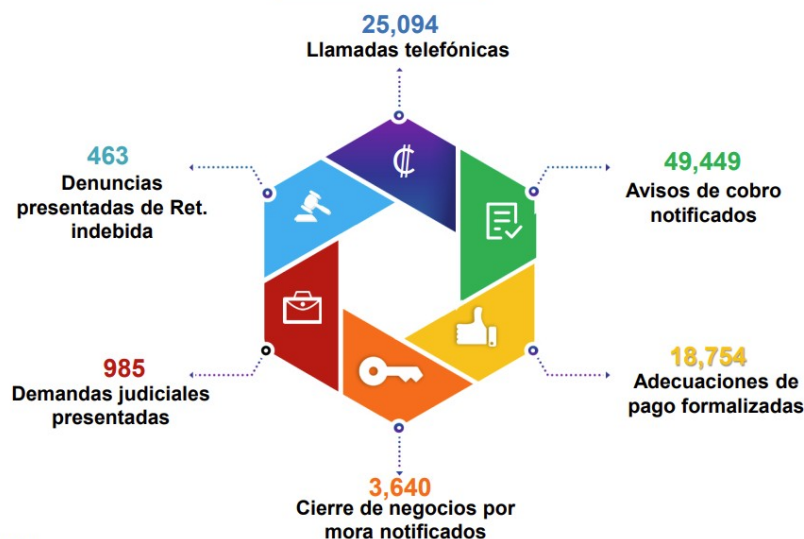 25,094
Llamadas telefónicas
463
Denuncias
presentadas de Ret.
indebida
49,449
Avisos de cobro
notificados
985
Demandas judiciales
presentadas
18,754
Adecuaciones de
pago formalizadas
3,640
Cierre de negocios por
mora notificados